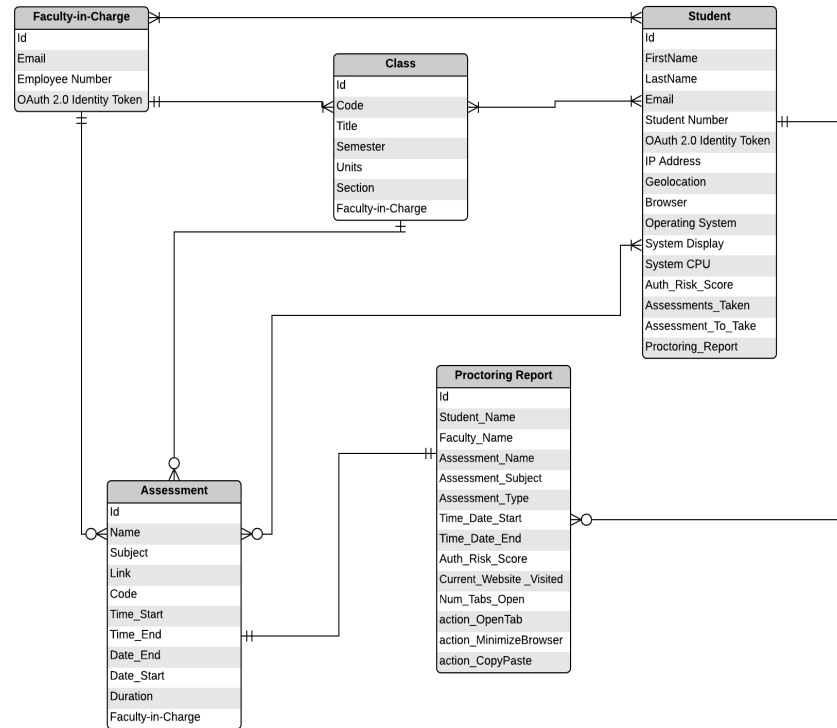 Faculty-in-Charge
Id
Email
Employee Number
OAuth 2.0 Identity Token
Class
Id
Code
Title
Semester
Units
Section
Faculty-in-Charge
Student
Id
FirstName
LastName
Email
Student Number
OAuth 2.0 Identity Token
IP Address
Geolocation
Browser
Operating System
System Display
System CPU
Auth_Risk_Score
Assessments_Taken
Assessment_To_Take
Proctoring_Report
Proctoring Report
Id
Student_Name
Faculty_Name
Assessment_Name
Assessment_Subject
Assessment_Type
Time_Date_Start
Time_Date_End
Auth_Risk_Score
Current_Website _Visited
Num_Tabs_Open
action_OpenTab
action_MinimizeBrowser
action_CopyPaste
Assessment
Id
Name
Subject
Link
Code
Time_Start
Time_End
Date_End
Date_Start
Duration
Faculty-in-Charge